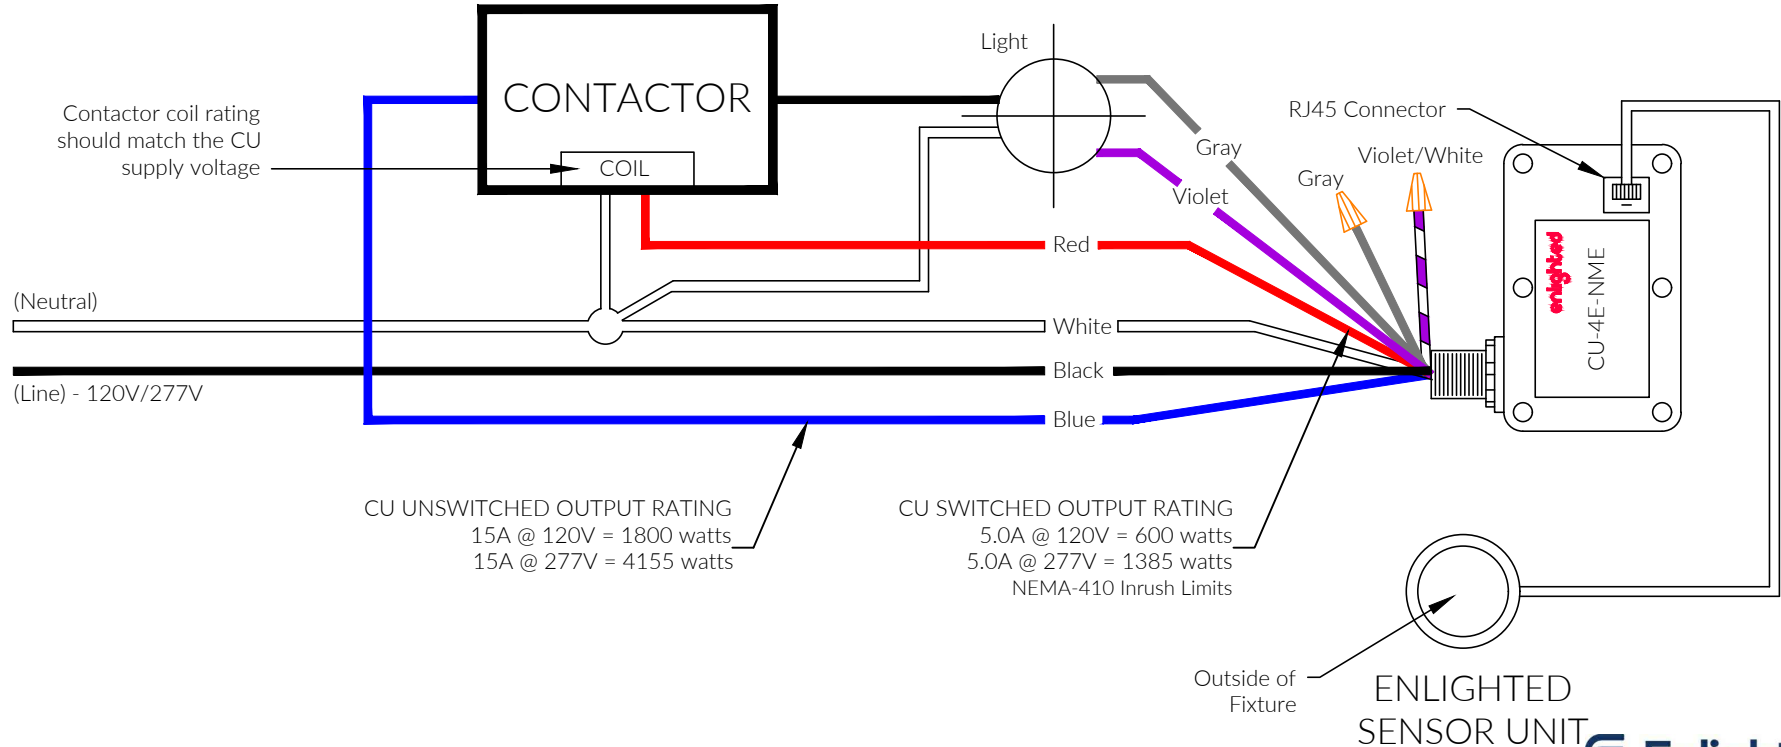 Light
CONTACTOR
Contactor coil rating
should match the CU
supply voltage
COIL
RJ45 Connector
Gray
Violet/White
Gray
Violet
Red
enlighted
CU-4E-NME
(Neutral)
White
Black
(Line) - 120V/277V
Blue
CU UNSWITCHED OUTPUT RATING
15A @ 120V = 1800 watts
15A @ 277V = 4155 watts
CU SWITCHED OUTPUT RATING
5.0A @ 120V = 600 watts
5.0A @ 277V = 1385 watts
NEMA-410 Inrush Limits
Outside of
Fixture
ENLIGHTED
SENSOR UNIT